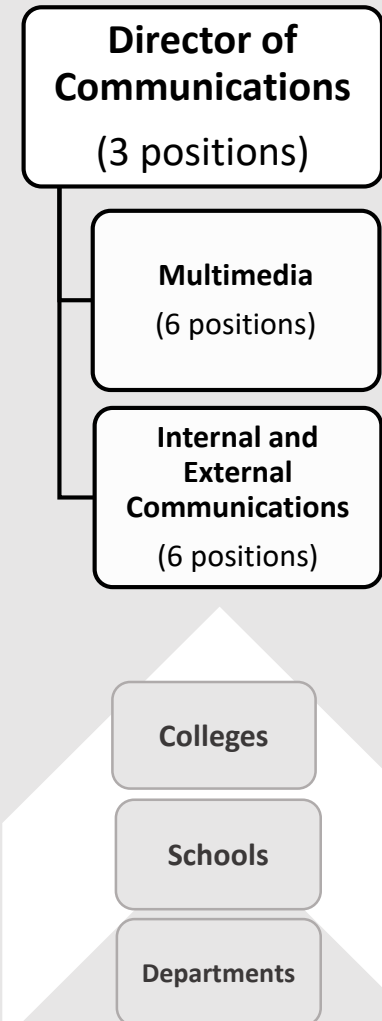 Director of
Communications
(3 positions)
Multimedia
(6 positions)
Internal and
External
Communications
(6 positions)
Colleges
Schools
Departments